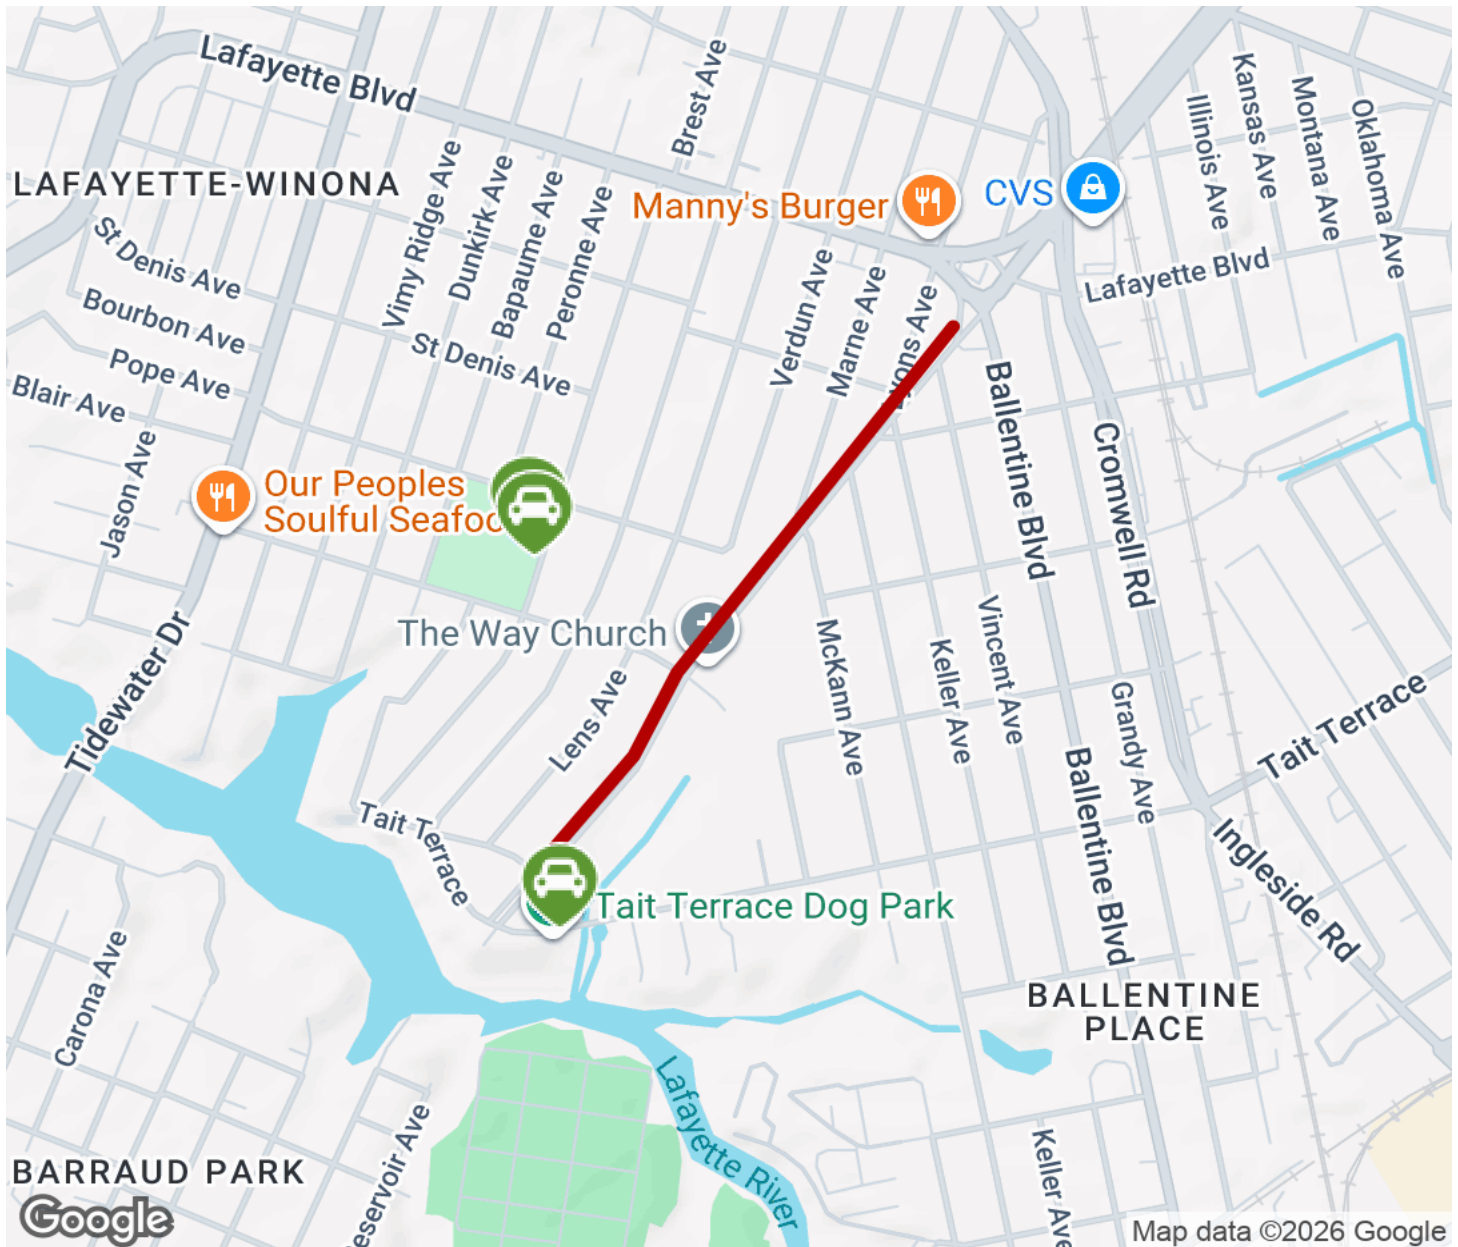 Lafayette Blvd
Brest Ave
Kansas Ave
Illinois Ave
Montana Ave
Oklahoma Ave
LAFAYETTE-WINONA
Vimy Ridge Ave
Dunkirk Ave
Bapaume Ave
Peronne Ave
Manny's Burger
CVS
St Denis Ave
Bourbon Ave
Pope Ave
Blair Ave
St Denis Ave
Verdun Ave
Marne Ave
Lyons Ave
Lafayette Blvd
Ballentine Blvd
Cromwell Rd
Jason Ave
Our Peoples
Soulful Seafoo
The Way Church
Tidewater Dr
Lens Ave
McKann Ave
Keller Ave
Vincent Ave
Grandy Ave
Tait Terrace
Tait Terrace
Ballentine Blvd
Ingleside Rd
Tait Terrace Dog Park
Carona Ave
BALLENTINE
PLACE
Lafayette River
Reservoir Ave
Keller Ave
BARRAUD PARK
Google
Map data ©2026 Google